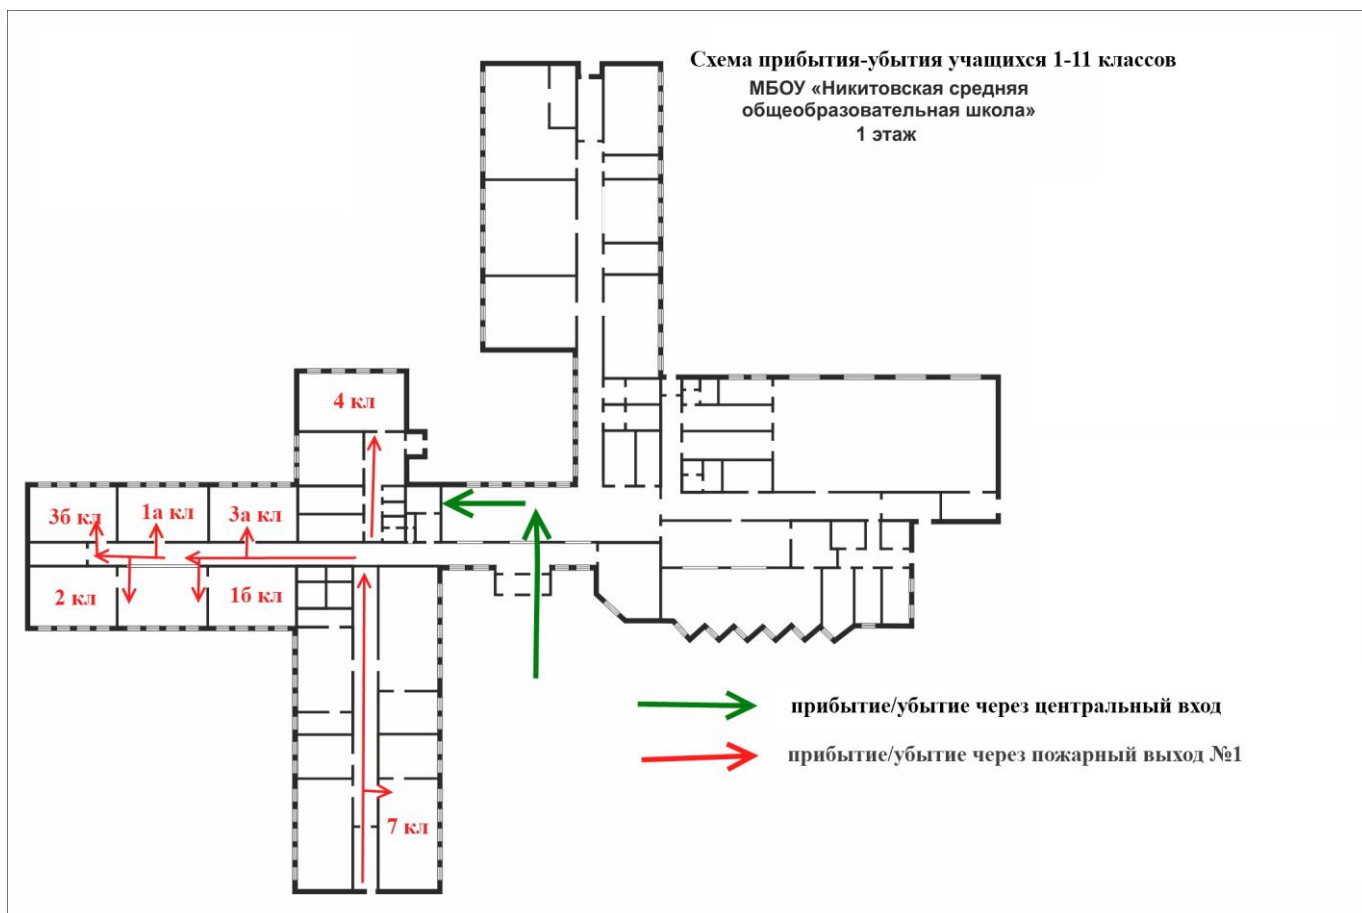 Схема прибытия-убытия учащихся 1-11 классов
МБОУ «Никитовская средняя
общеобразовательная школа»
1 этаж
4 кл
3б кл
1а кл
3а кл
2 кл
1б кл
7 кл
прибытие/убытие через центральный вход
прибытие/убытие через пожарный выход №1